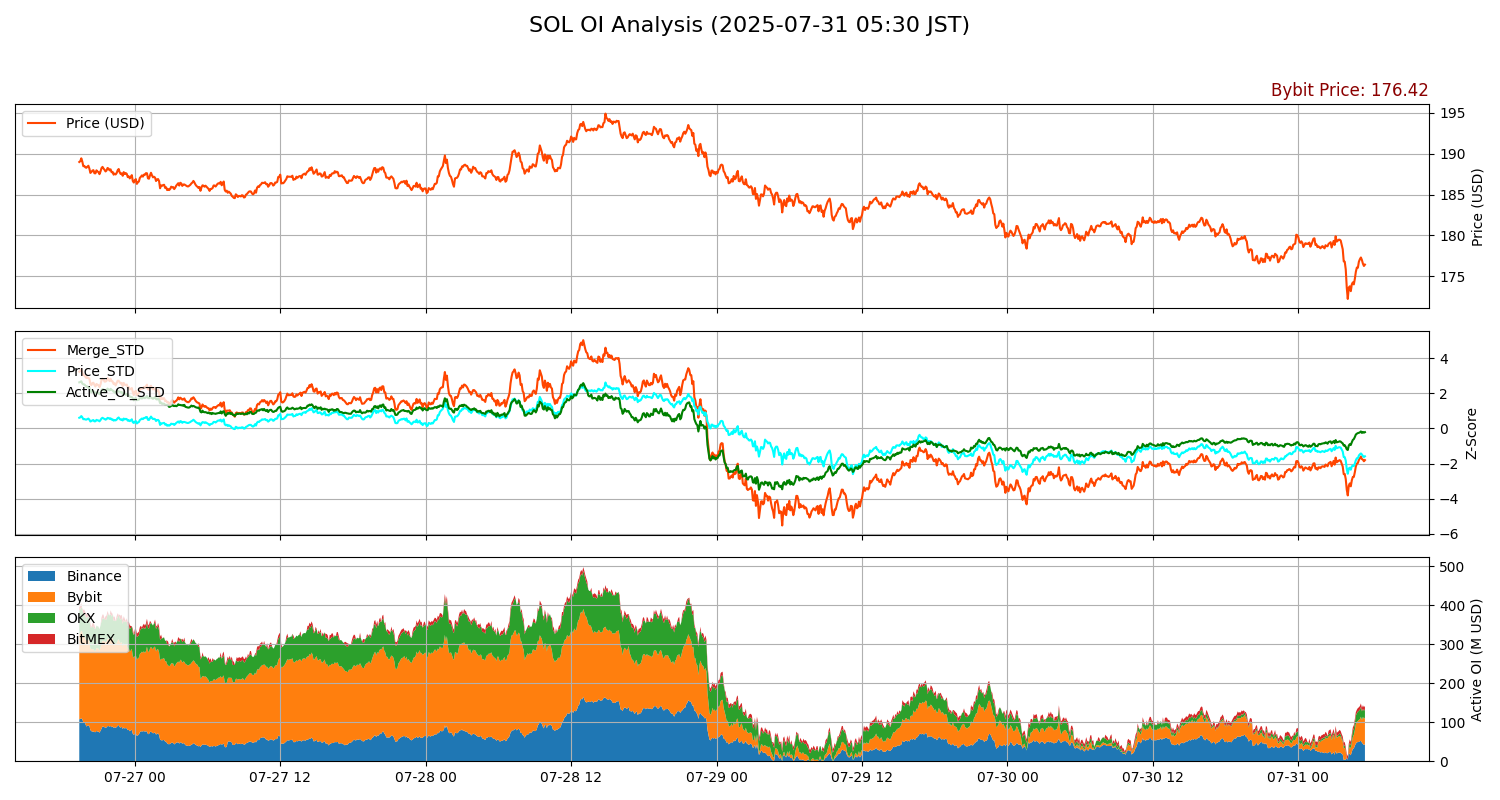 SOL OI Analysis (2025-07-31 05:30 JST)
Bybit Price: 176.42
Price (USD)
195
190
185
180
175
Price (USD)
Merge_STD
Price_STD
Active_OI_STD
4
2
0
−2
−4
−6
Z-Score
Binance
Bybit
OKX
BitMEX
500
400
300
200
100
0
Active OI (M USD)
07-27 00
07-27 12
07-28 00
07-28 12
07-29 00
07-29 12
07-30 00
07-30 12
07-31 00